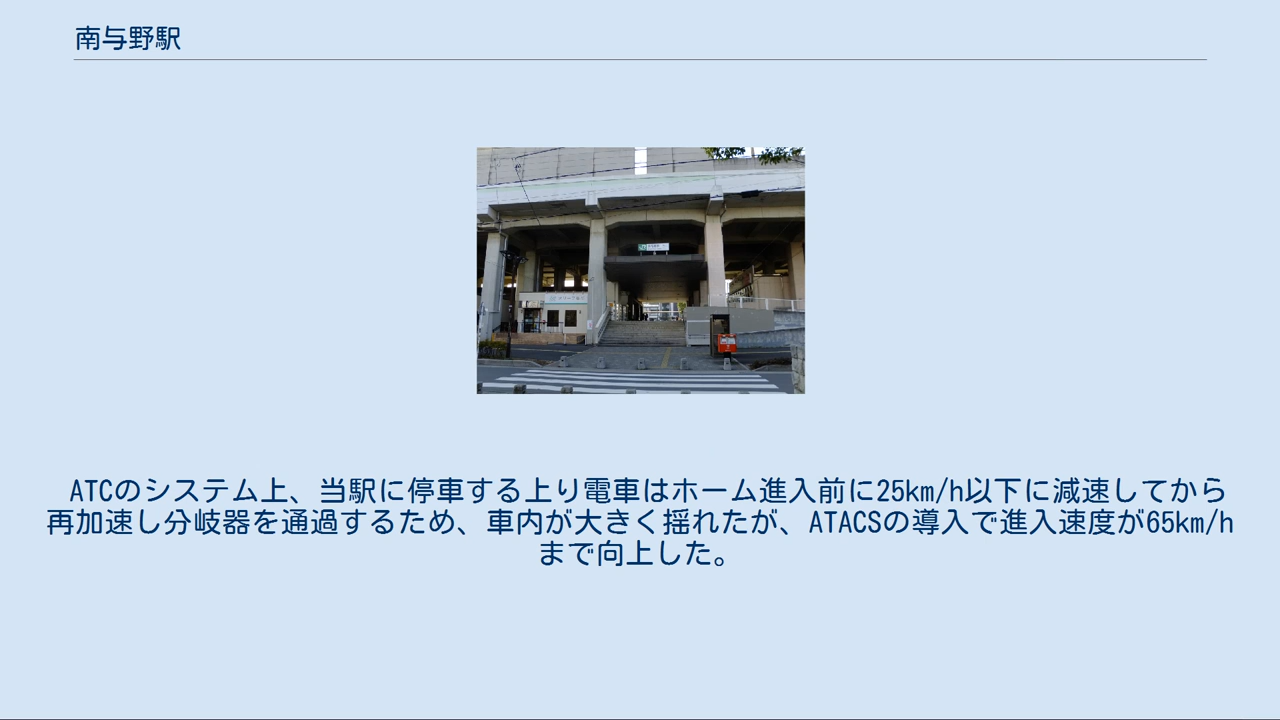 南与野駅
ATCのシステム上、当駅に停車する上り電車はホーム進入前に25km/h以下に減速してから
再加速し分岐器を通過するため、車内が大きく揺れたが、ATACSの導入で進入速度が65km/h
まで向上した。